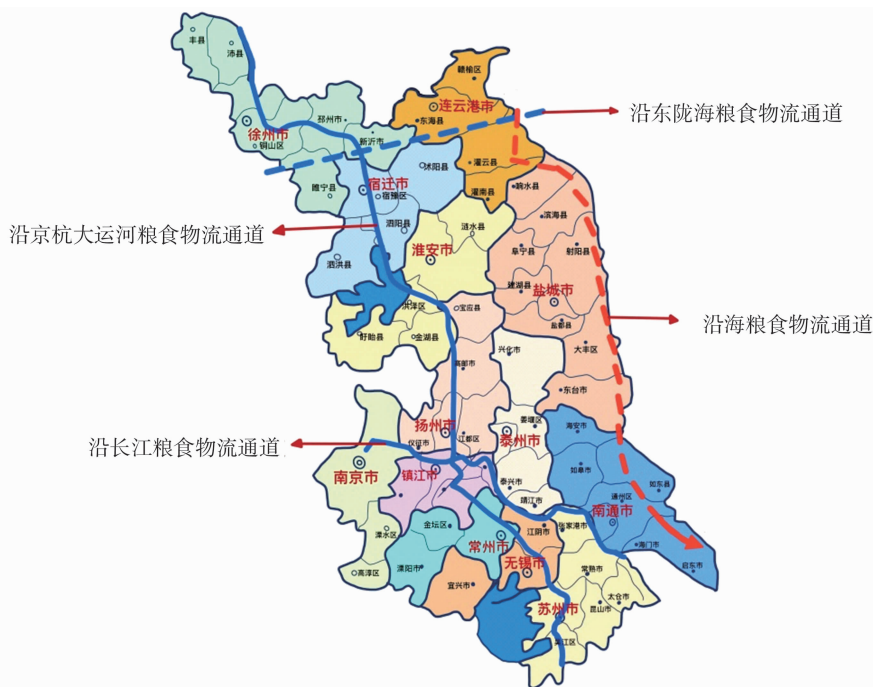 丰县
沛县
赣榆区
连云港市
沿东陇海粮食物流通道
徐州市
邳州市
东海县
铜山区
新沂市
沭阳县
灌云县
睢宁县
宿迁市
宿豫区
灌南县
响水县
滨海县
沿京杭大运河粮食物流通道
泗阳县
涟水县
淮安市
阜宁县
射阳县
泗洪县
建湖县
盐城市
洪泽区
宝应县
盱眙县
金湖县
盐都县
沿海粮食物流通道
兴化市
大丰区
高邮市
东台市
扬州市
姜堰区
海安市
沿长江粮食物流通道
仪征市
江都区
泰州市
南京市
镇江市
如皋市
如东县
泰兴市
通州区
靖江市
南通市
金坛区
江阴市
张家港市
溧水区
常州市
海门市
高淳区
溧阳市
无锡市
常熟市
启东市
宜兴市
太仓市
苏州市
昆山市
吴江区